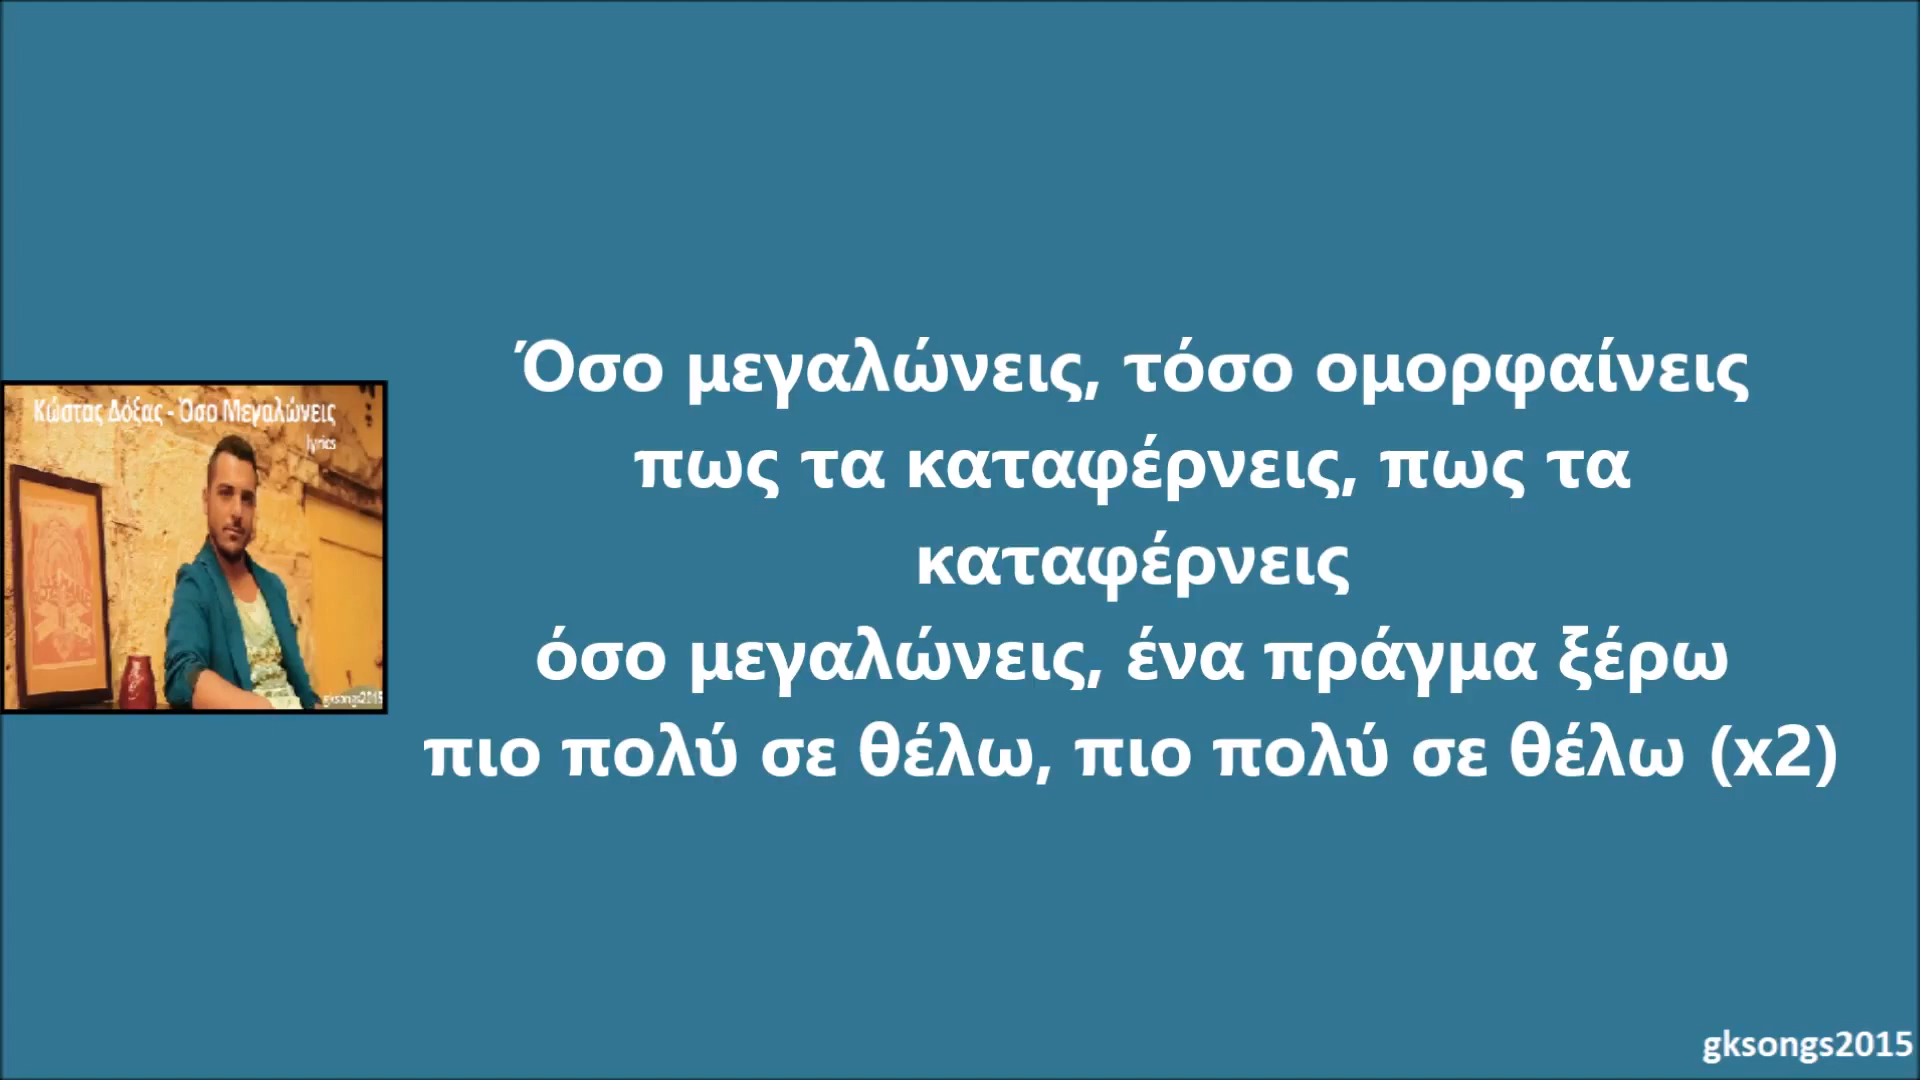 Κώστας Δόξας - Όσο Μεγαλώνεις
lyrics
gksongs2015
Όσο μεγαλώνεις, τόσο ομορφαίνεις
πως τα καταφέρνεις, πως τα
καταφέρνεις
όσο μεγαλώνεις, ένα πράγμα ξέρω
πιο πολύ σε θέλω, πιο πολύ σε θέλω (x2)
gksongs2015